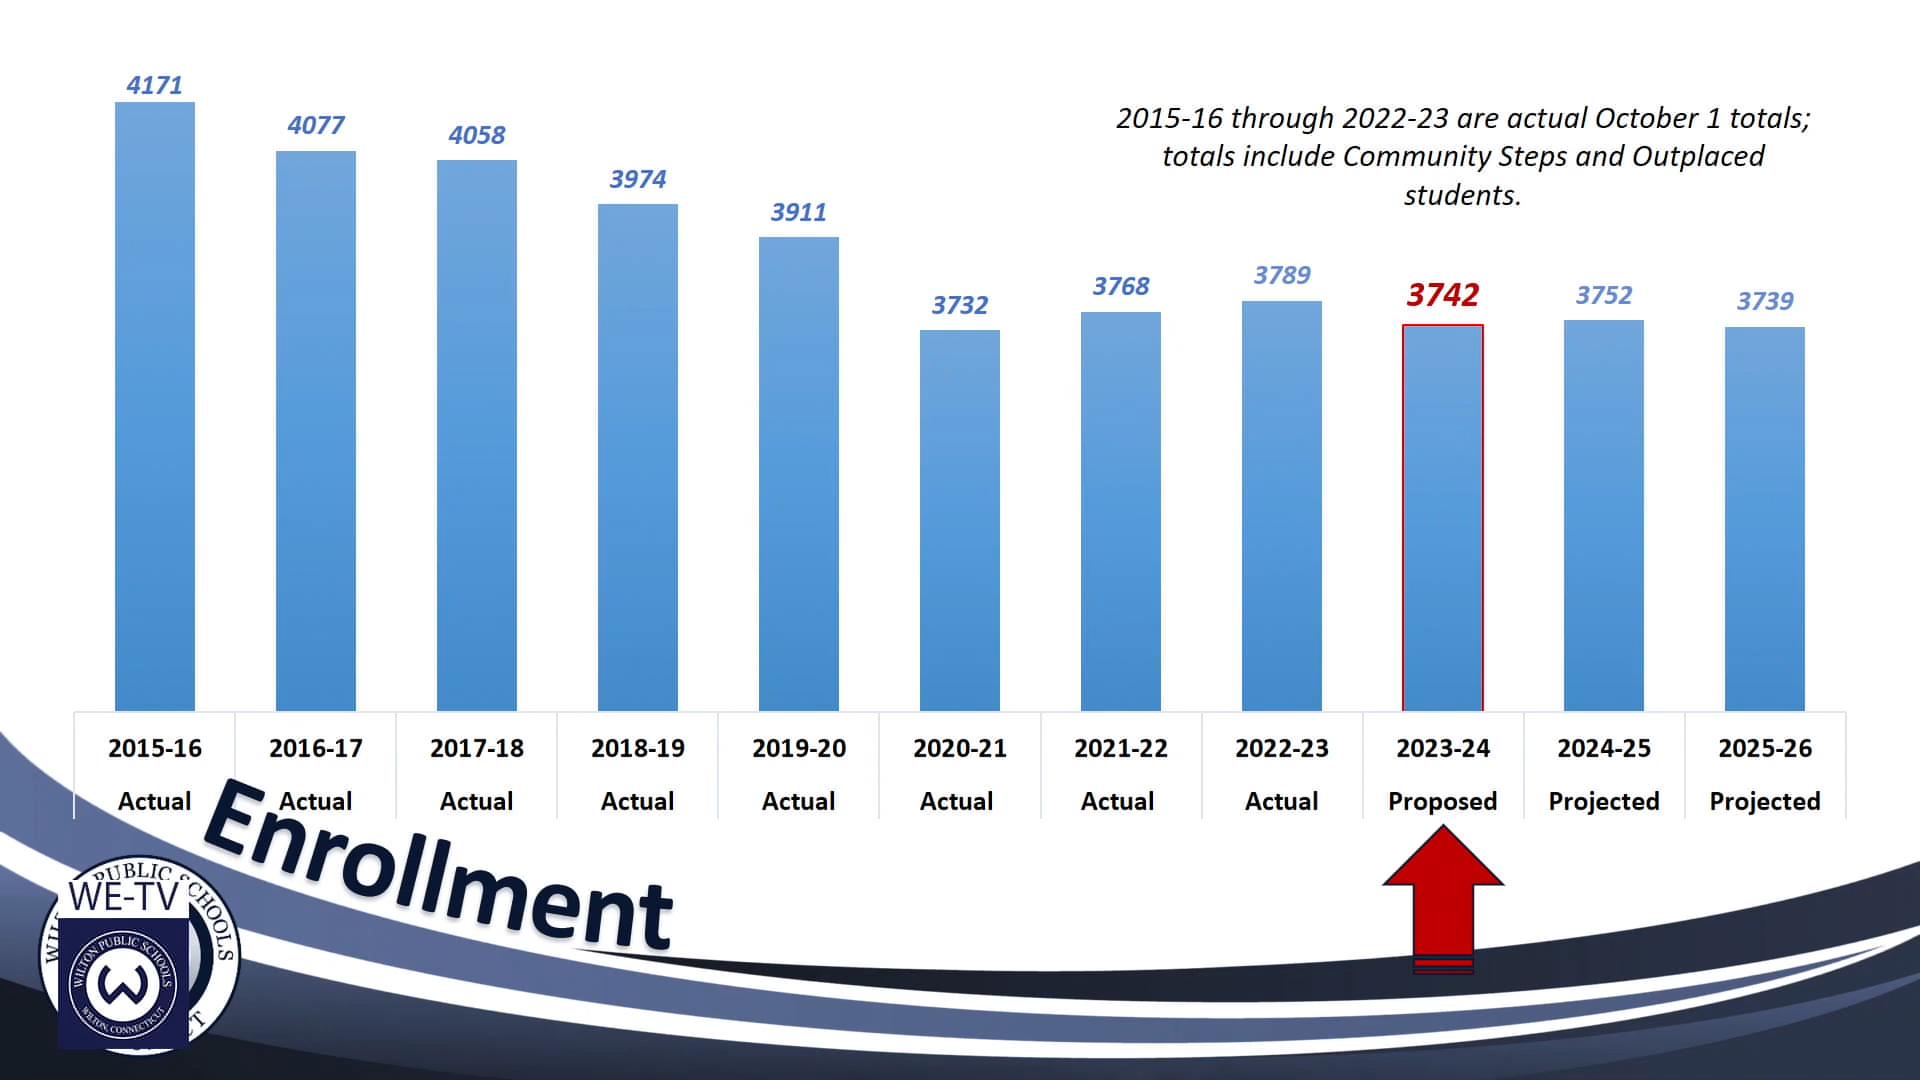 4171
4077
4058
3974
3911
3732
3768
3789
3742
3752
3739
2015-16 through 2022-23 are actual October 1 totals;
totals include Community Steps and Outplaced
students.
2015-16 2016-17 2017-18 2018-19 2019-20 2020-21 2021-22 2022-23 2023-24 2024-25 2025-26
Actual Actual Actual Actual Actual Actual Actual Actual Proposed Projected Projected
Enrollment
PUBLIC SCHOOLS
WE-TV
WILTON PUBLIC SCHOOLS
W
WILTON, CONNECTICUT